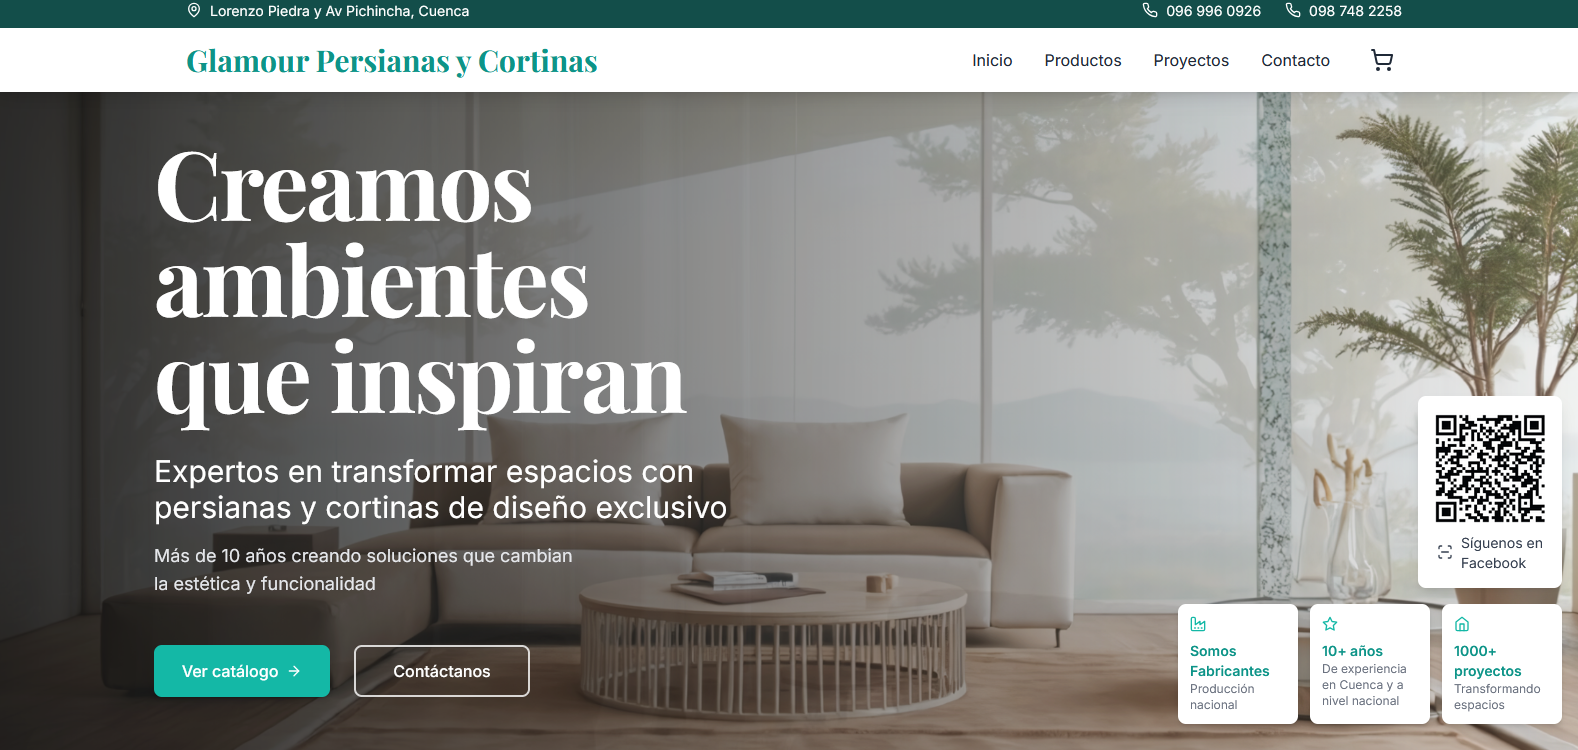 Lorenzo Piedra y Av Pichincha, Cuenca
096 996 0926
098 748 2258
Glamour Persianas y Cortinas
Inicio
Productos
Proyectos
Contacto
Creamos
ambientes
que inspiran
Expertos en transformar espacios con
persianas y cortinas de diseño exclusivo
Más de 10 años creando soluciones que cambian
la estética y funcionalidad
Ver catálogo →
Contáctanos
Síguenos en
Facebook
Somos
Fabricantes
Producción
nacional
10+ años
De experiencia
en Cuenca y a
nivel nacional
1000+
proyectos
Transformando
espacios